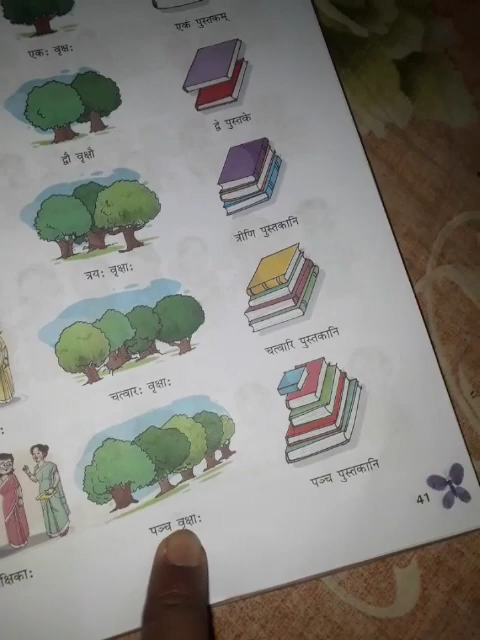 एकः वृक्षः
एकं पुस्तकम्
द्वौ वृक्षौ
द्वे पुस्तके
त्रयः वृक्षाः
त्रीणि पुस्तकानि
चत्वारः वृक्षाः
चत्वारि पुस्तकानि
पञ्च वृक्षाः
पञ्च पुस्तकानि
क्षिकाः
41